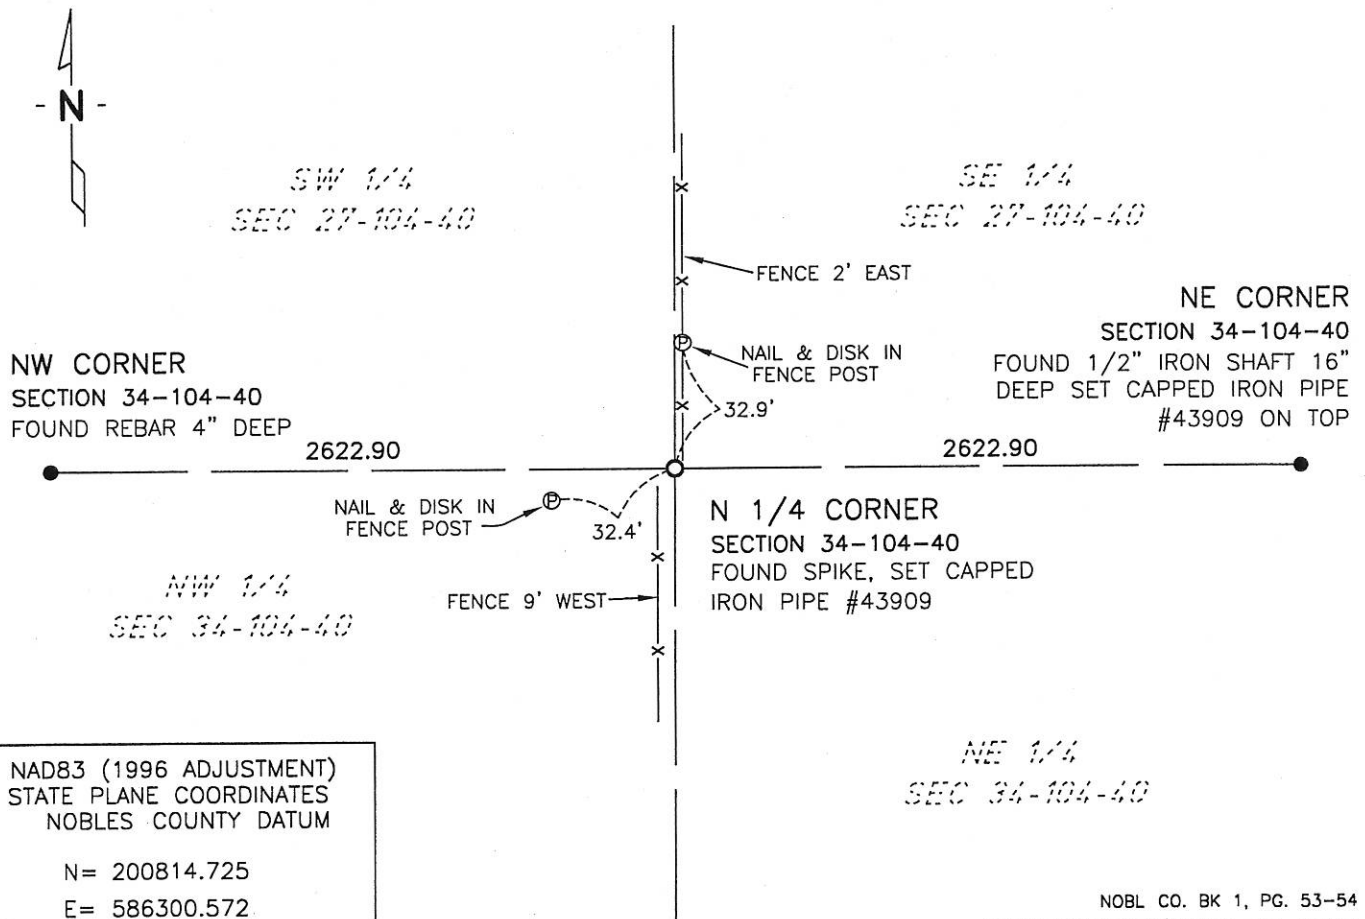 - N -
SW 1/4
SEC 27-104-40
SE 1/4
SEC 27-104-40
FENCE 2' EAST
NE CORNER
SECTION 34-104-40
FOUND 1/2" IRON SHAFT 16"
DEEP SET CAPPED IRON PIPE
#43909 ON TOP
NAIL & DISK IN
FENCE POST
P
32.9'
NW CORNER
SECTION 34-104-40
FOUND REBAR 4" DEEP
2622.90
2622.90
NAIL & DISK IN
FENCE POST
P
32.4'
N 1/4 CORNER
SECTION 34-104-40
FOUND SPIKE, SET CAPPED
IRON PIPE #43909
FENCE 9' WEST
NW 1/4
SEC 34-104-40
NE 1/4
SEC 34-104-40
NAD83 (1996 ADJUSTMENT)
STATE PLANE COORDINATES
NOBLES COUNTY DATUM
N= 200814.725
E= 586300.572
NOBL CO. BK 1, PG. 53-54